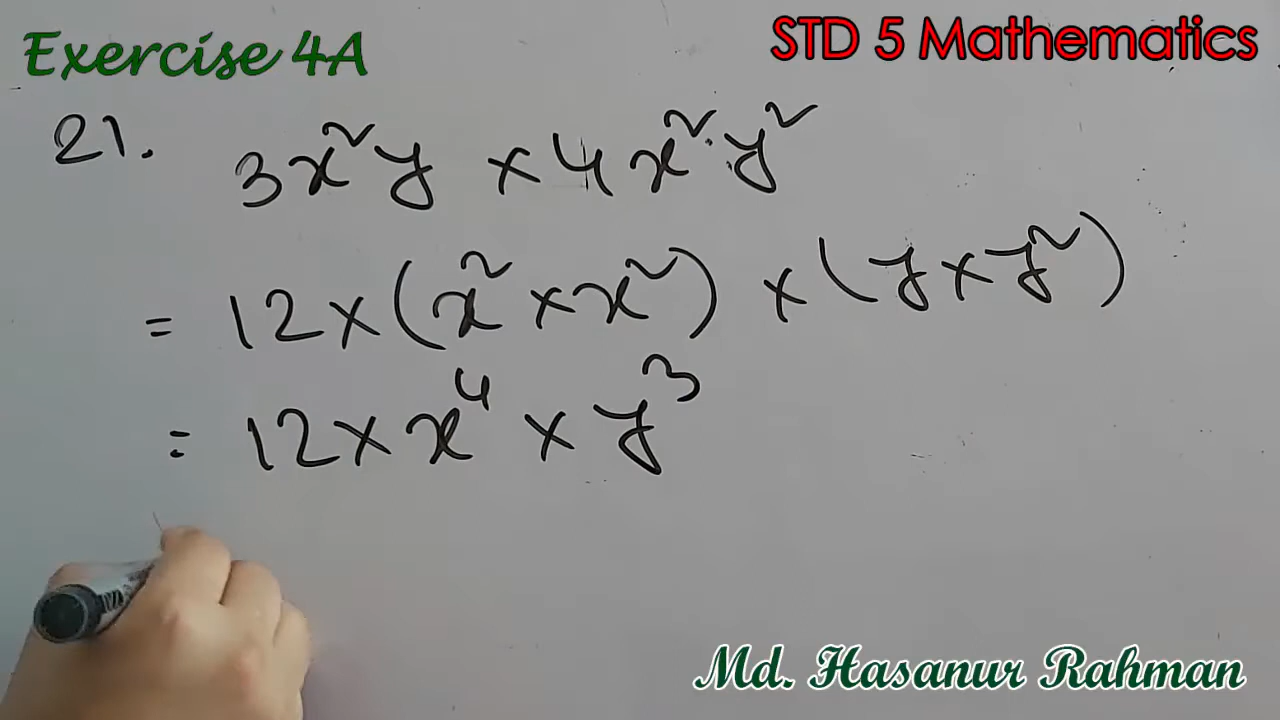 Exercise 4A
STD 5 Mathematics
21. 3x²y × 4x²y²
= 12 × (x² × x²) × (y × y²)
= 12 × x⁴ × y³
Md. Hasanur Rahman